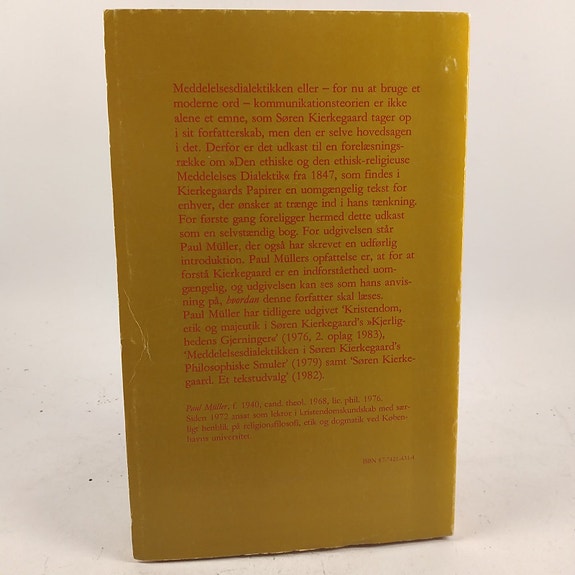 Meddelelsesdialektikken eller – for nu at bruge et
moderne ord – kommunikationsteorien er ikke
alene et emne, som Søren Kierkegaard tager op
i sit forfatterskab, men den er selve hovedsagen
i det. Derfor er det udkast til en forelæsnings-
række om »Den ethiske og den ethisk-religieuse
Meddelelses Dialektik« fra 1847, som findes i
Kierkegaards Papirer en uomgængelig tekst for
enhver, der ønsker at trænge ind i hans tænkning.
For første gang foreligger hermed dette udkast
som en selvstændig bog. For udgivelsen står
Paul Müller, der også har skrevet en udførlig
introduktion. Paul Müllers opfattelse er, at for at
forstå Kierkegaard er en indforståethed uom-
gængelig, og udgivelsen kan ses som hans anvis-
ning på, hvordan denne forfatter skal læses.
Paul Müller har tidligere udgivet 'Kristendom,
etik og majeutik i Søren Kierkegaard's »Kjerlig-
hedens Gjerninger«' (1976, 2. oplag 1983),
'Meddelelsesdialektikken i Søren Kierkegaard's
Philosophiske Smuler' (1979) samt 'Søren Kierke-
gaard. Et tekstudvalg' (1982).
Paul Müller, f. 1940, cand. theol. 1968, lic. phil. 1976.
Siden 1972 ansat som lektor i kristendomskundskab med sær-
ligt henblik på religionsfilosofi, etik og dogmatik ved Køben-
havns universitet.
ISBN